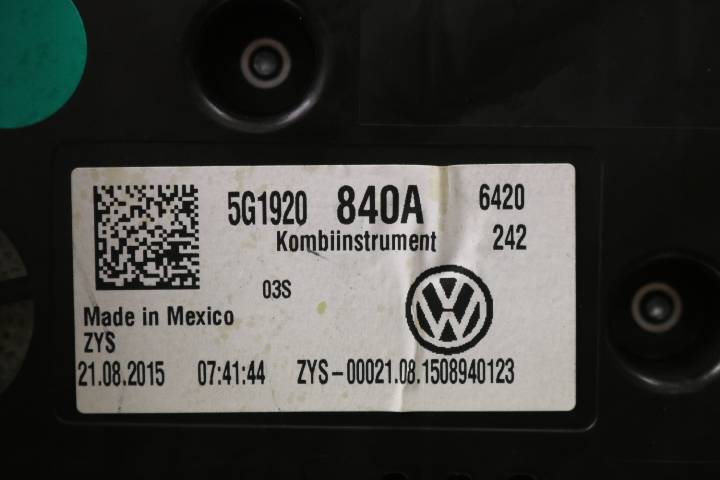 5G1920 840A 6420
Kombiinstrument 242
03S
Made in Mexico
ZYS
21.08.2015 07:41:44 ZYS-00021.08.1508940123